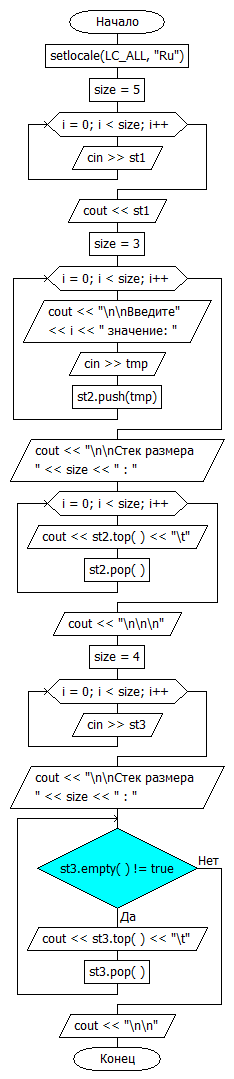 Начало
setlocale(LC_ALL, "Ru")
size = 5
i = 0; i < size; i++
cin >> st1
cout << st1
size = 3
i = 0; i < size; i++
cout << "\n\nВведите"
<< i << " значение: "
cin >> tmp
st2.push(tmp)
cout << "\n\nСтек размера
" << size << " : "
i = 0; i < size; i++
cout << st2.top( ) << "\t"
st2.pop( )
cout << "\n\n\n"
size = 4
i = 0; i < size; i++
cin >> st3
cout << "\n\nСтек размера
" << size << " : "
st3.empty( ) != true
Нет
Да
cout << st3.top( ) << "\t"
st3.pop( )
cout << "\n\n"
Конец